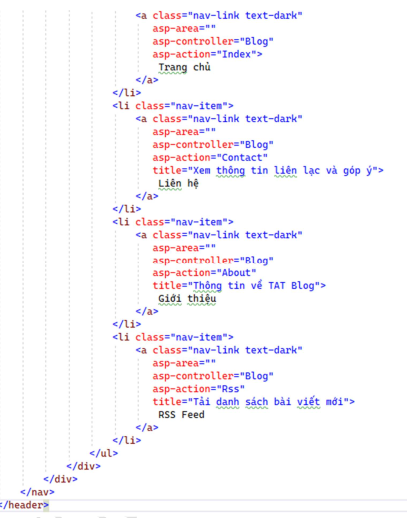 <a class="nav-link text-dark"
asp-area=""
asp-controller="Blog"
asp-action="Index">
Trang chủ
</a>
</li>
<li class="nav-item">
<a class="nav-link text-dark"
asp-area=""
asp-controller="Blog"
asp-action="Contact"
title="Xem thông tin liên lạc và góp ý">
Liên hệ
</a>
</li>
<li class="nav-item">
<a class="nav-link text-dark"
asp-area=""
asp-controller="Blog"
asp-action="About"
title="Thông tin về TAT Blog">
Giới thiệu
</a>
</li>
<li class="nav-item">
<a class="nav-link text-dark"
asp-area=""
asp-controller="Blog"
asp-action="Rss"
title="Tải danh sách bài viết mới">
RSS Feed
</a>
</li>
</ul>
</div>
</div>
</nav>
</header>